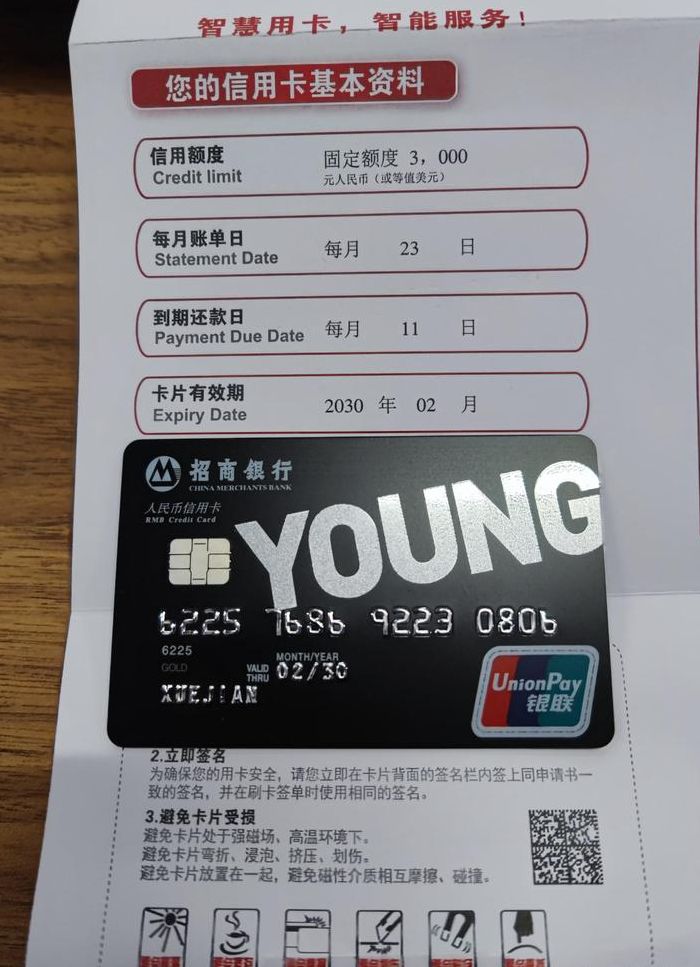 智慧用卡，智能服务！
您的信用卡基本资料
信用额度 固定额度 3，000
Credit limit 元人民币（或等值美元）
每月账单日
Statement Date 每月 23 日
到期还款日
Payment Due Date 每月 11 日
卡片有效期
Expiry Date 2030 年 02 月
招商银行
CHINA MERCHANTS BANK
人民币信用卡
RMB Credit Card
YOUNG
6225 7686 9223 0806
6225
GOLD
VALID THRU MONTH/YEAR 02/30
XUEJIAN
UnionPay
银联
2.立即签名
为确保您的用卡安全，请您立即在卡片背面的签名栏内签上同申请书一
致的签名，并在刷卡签单时使用相同的签名。
3.避免卡片受损
避免卡片处于强磁场、高温环境下。
避免卡片弯折、浸泡、挤压、划伤。
避免卡片放置在一起，避免磁性介质相互摩擦、碰撞。